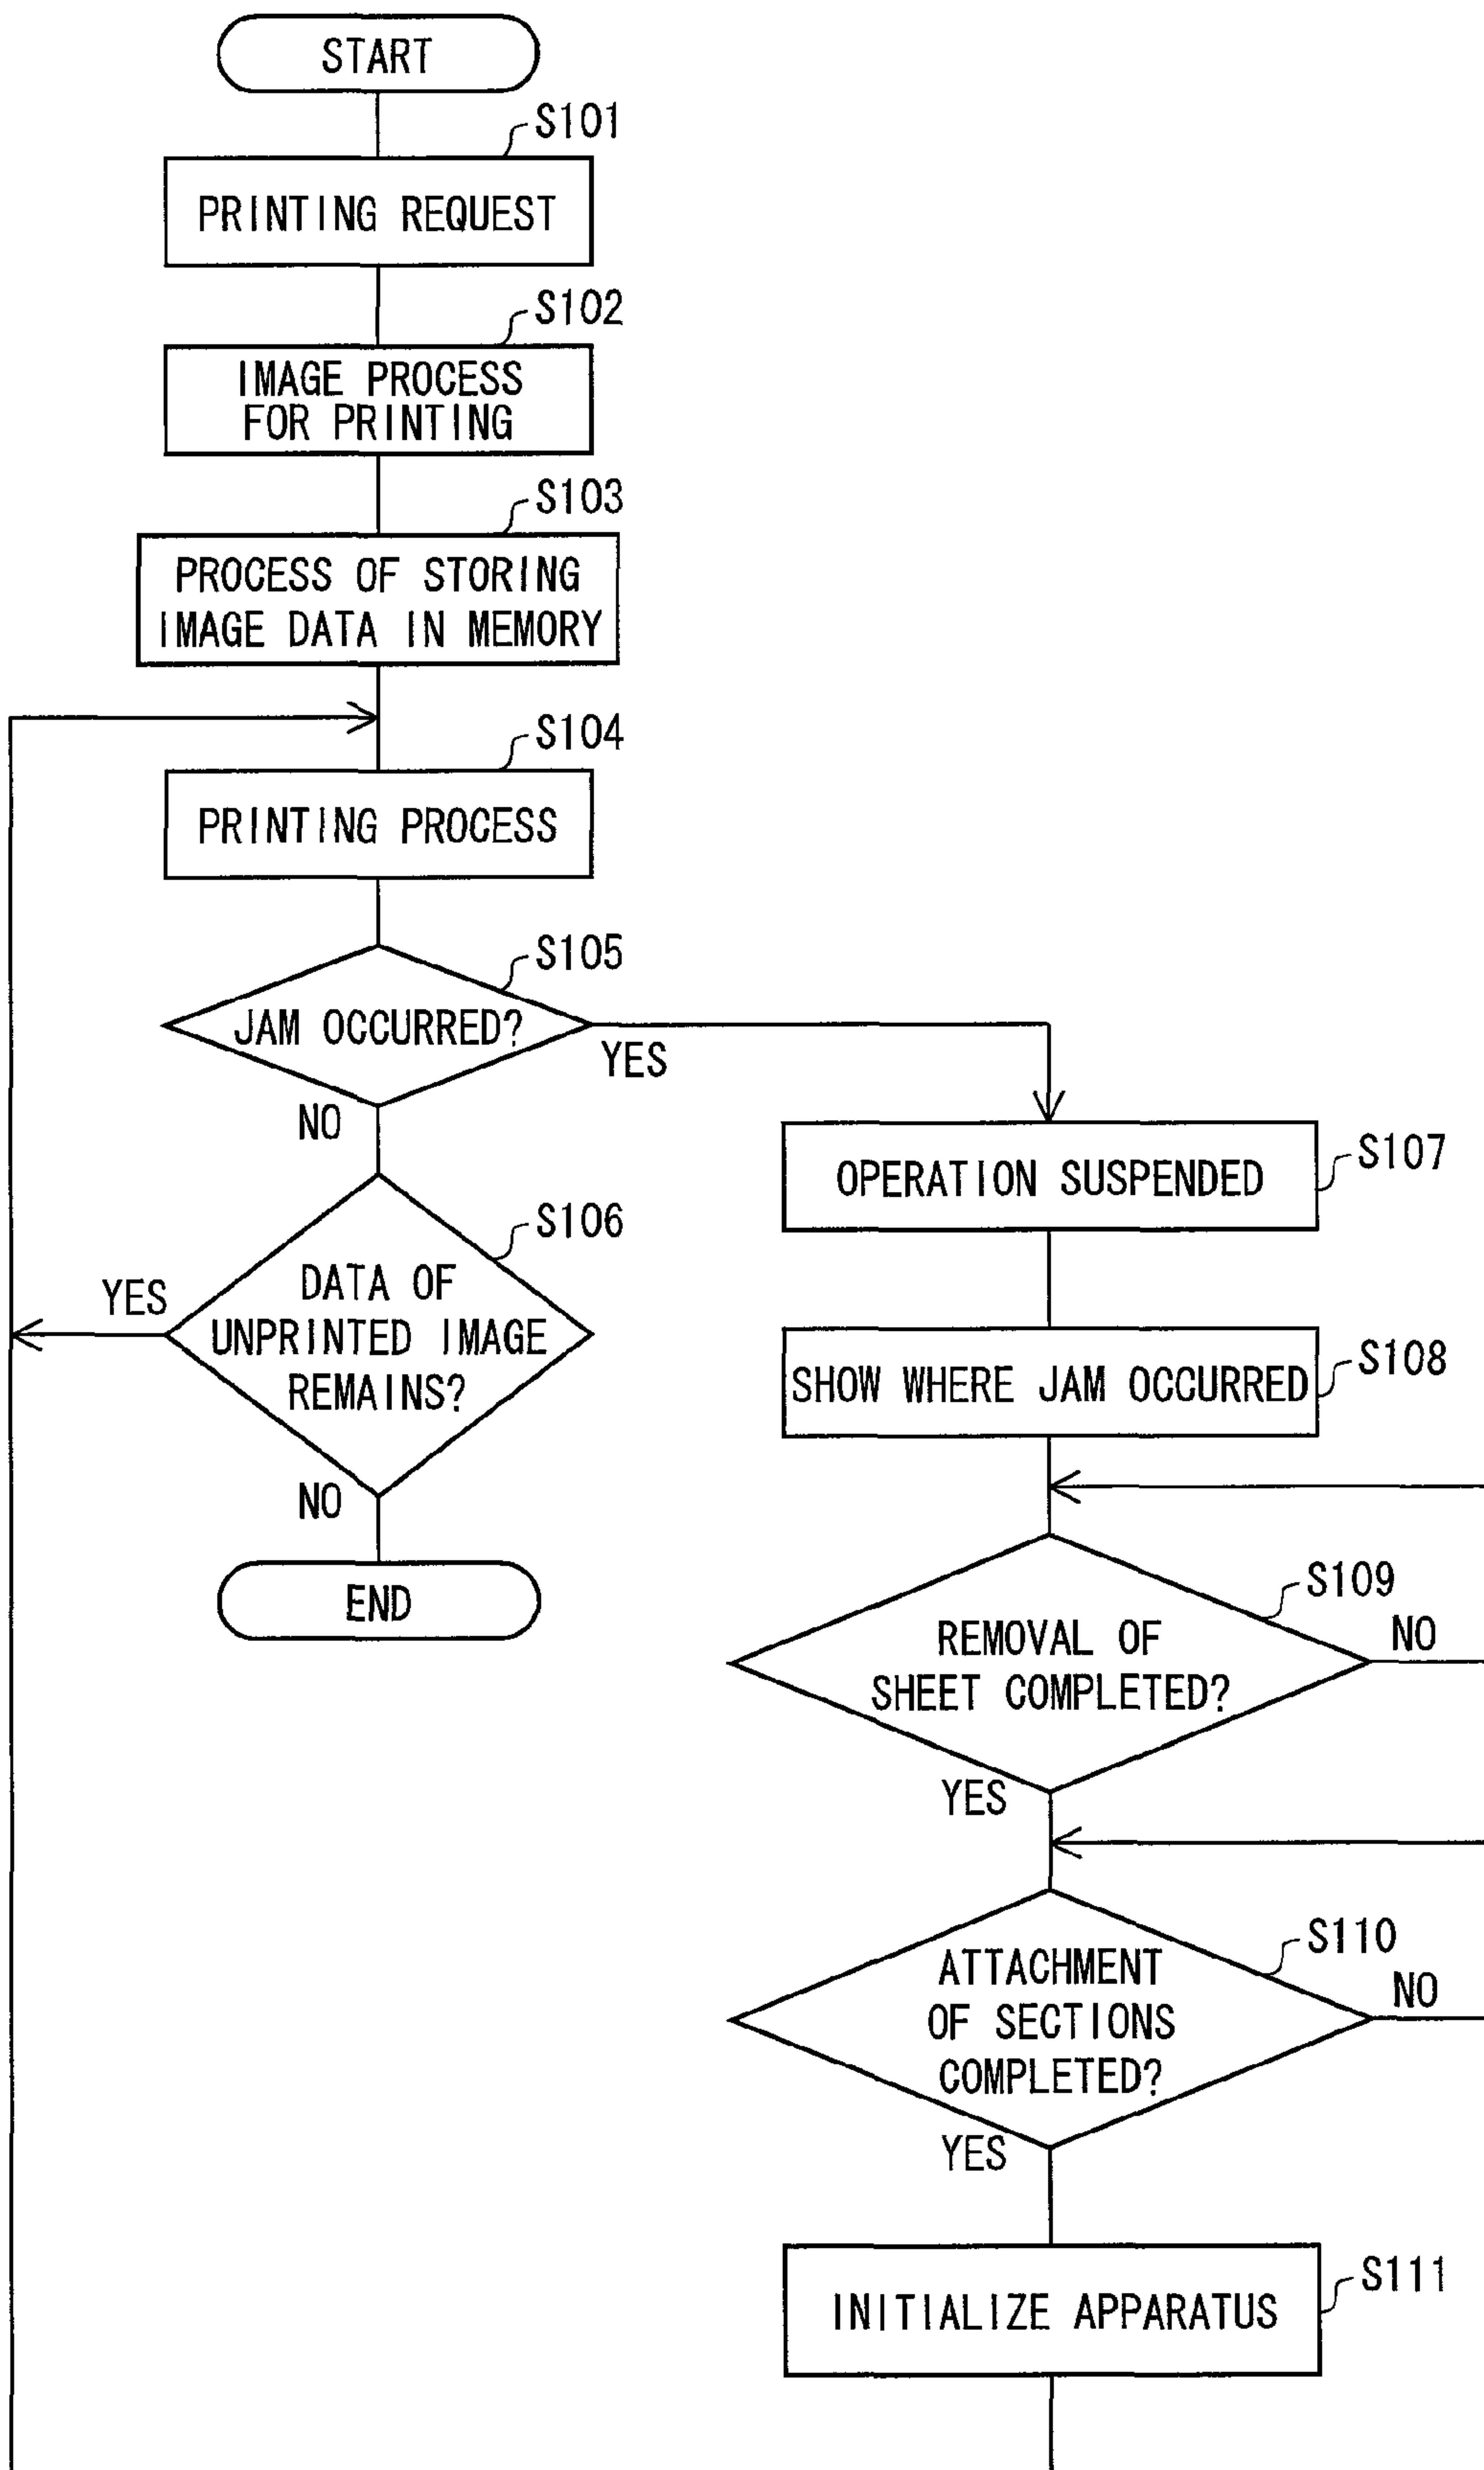 START
S101
PRINTING REQUEST
S102
IMAGE PROCESS
FOR PRINTING
S103
PROCESS OF STORING
IMAGE DATA IN MEMORY
S104
PRINTING PROCESS
S105
JAM OCCURRED?
YES
NO
S106
DATA OF
UNPRINTED IMAGE
REMAINS?
YES
NO
END
S107
OPERATION SUSPENDED
S108
SHOW WHERE JAM OCCURRED
S109
REMOVAL OF
SHEET COMPLETED?
NO
YES
S110
ATTACHMENT
OF SECTIONS
COMPLETED?
NO
YES
S111
INITIALIZE APPARATUS